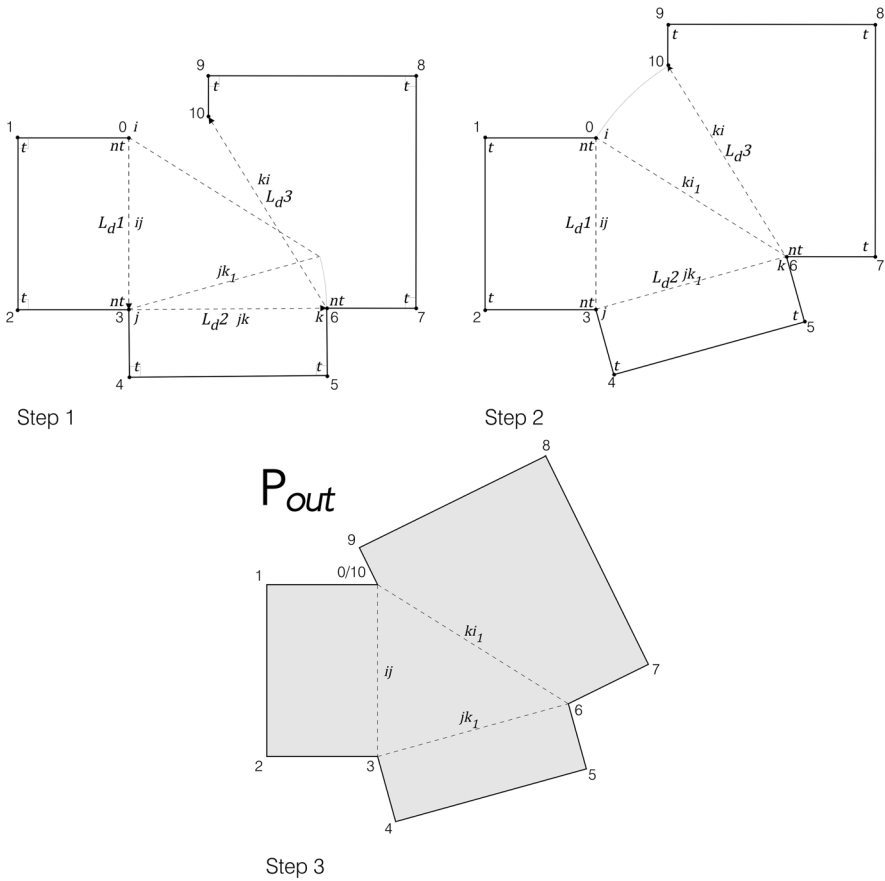 9
8
t
t
10
1
0 i
t
nt
ki
L_d3
L_d1 ij
jk_1
t
nt
nt
t
2
3 j
L_d2 jk
k 6
7
t
t
4
5
Step 1
9
8
t
t
10
1
0 i
t
nt
ki
L_d3
ki_1
L_d1 ij
L_d2 jk_1
nt
t
k 6
7
t
nt
2
3 j
t
5
t
4
Step 2
P_out
8
9
1
0/10
ki_1
ij
7
jk_1
6
2
3
5
4
Step 3